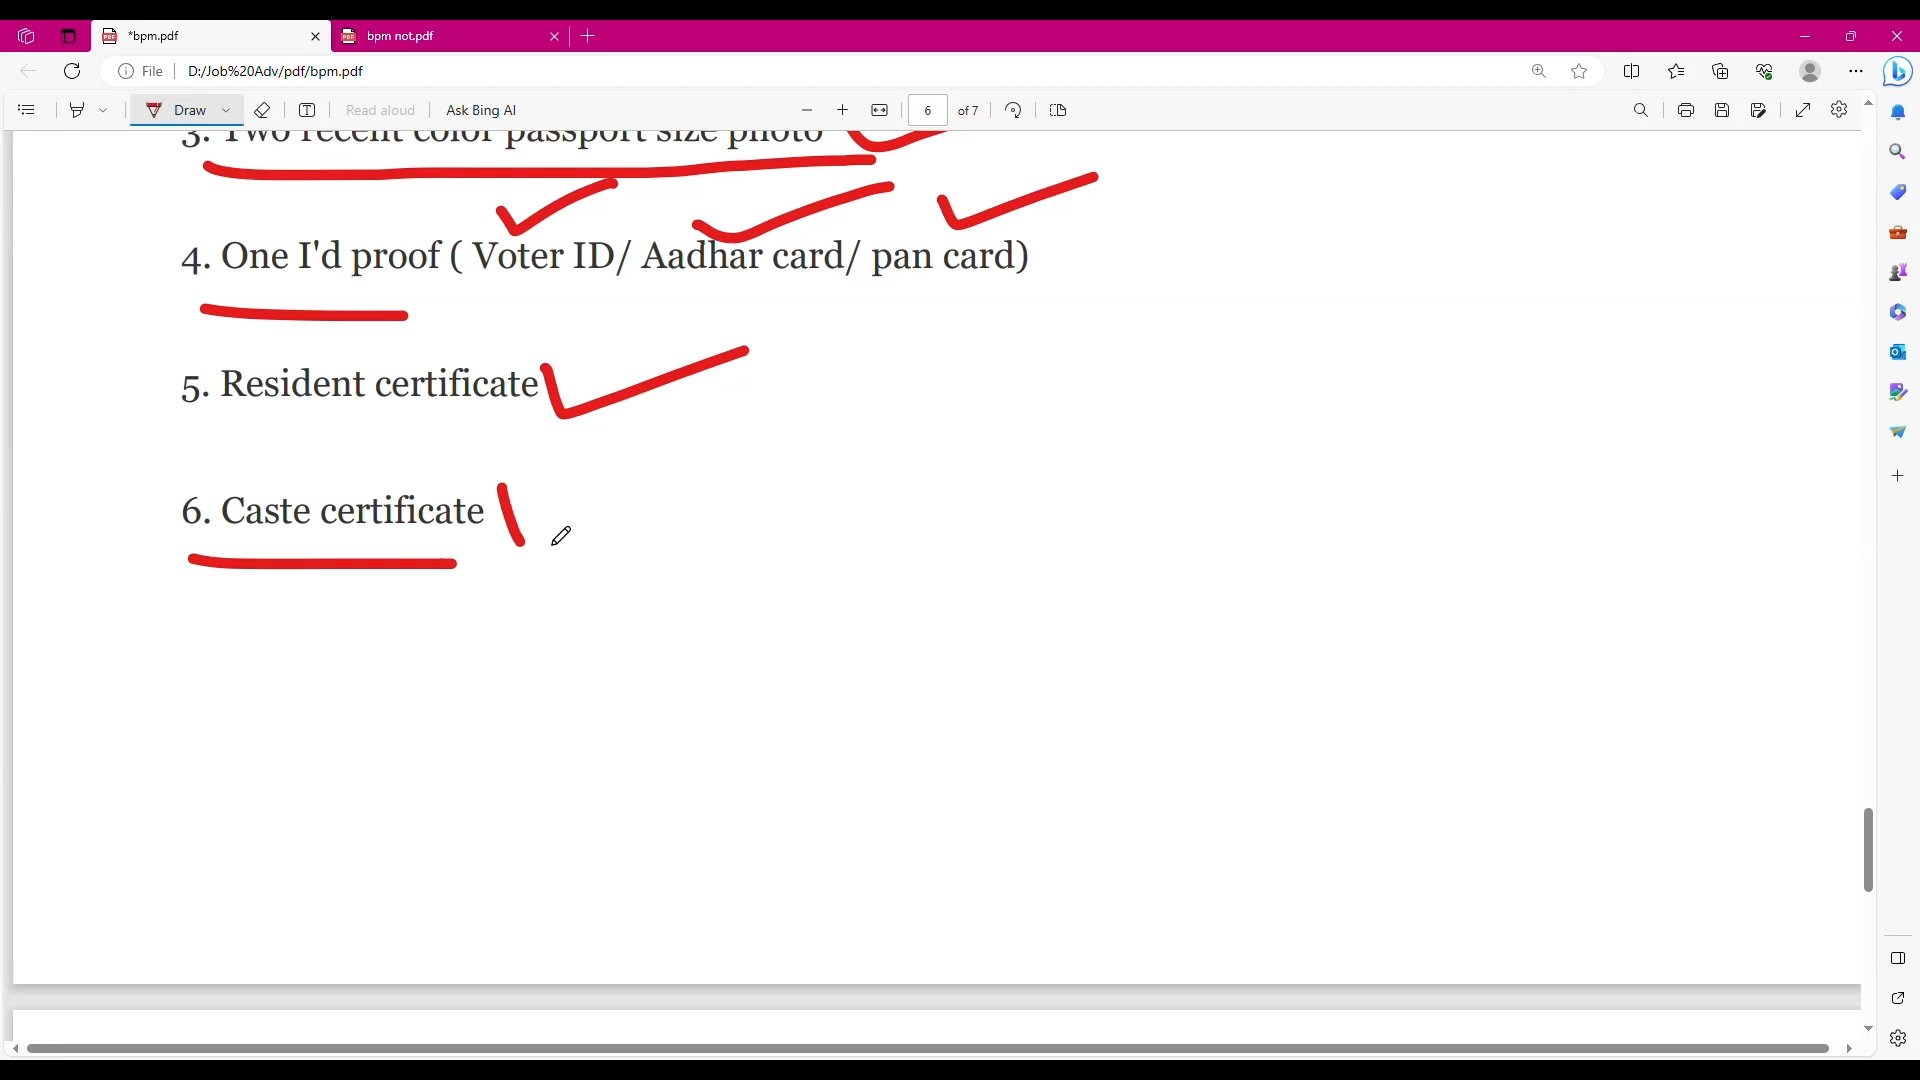 *bpm.pdf
bpm not.pdf
File
D:/Job%20Adv/pdf/bpm.pdf
Draw
Read aloud
Ask Bing AI
6 of 7
3. Two recent color passport size photo
4. One I'd proof ( Voter ID/ Aadhar card/ pan card)
5. Resident certificate
6. Caste certificate